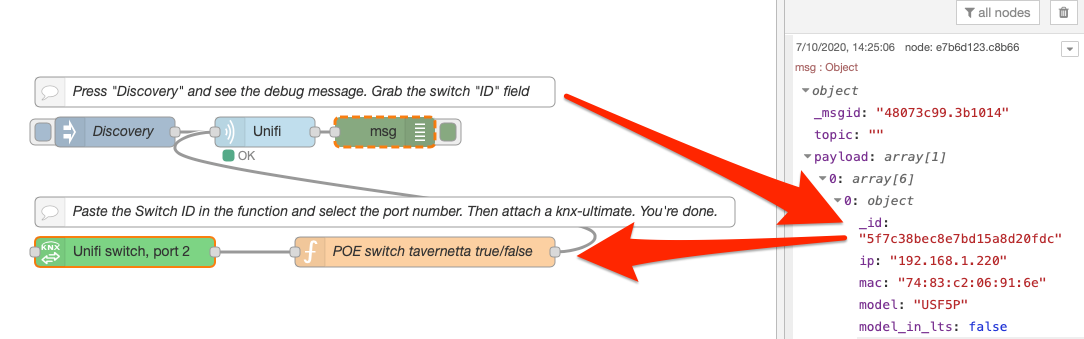 all nodes
7/10/2020, 14:25:06 node: e7b6d123.c8b66
msg : Object
object
_msgid: "48073c99.3b1014"
topic: ""
payload: array[1]
0: array[6]
0: object
_id:
"5f7c38bec8e7bd15a8d20fdc"
ip: "192.168.1.220"
mac: "74:83:c2:06:91:6e"
model: "USF5P"
model_in_lts: false
Press "Discovery" and see the debug message. Grab the switch "ID" field
Discovery
Unifi
msg
OK
Paste the Switch ID in the function and select the port number. Then attach a knx-ultimate. You're done.
KNX
Unifi switch, port 2
POE switch tavernetta true/false